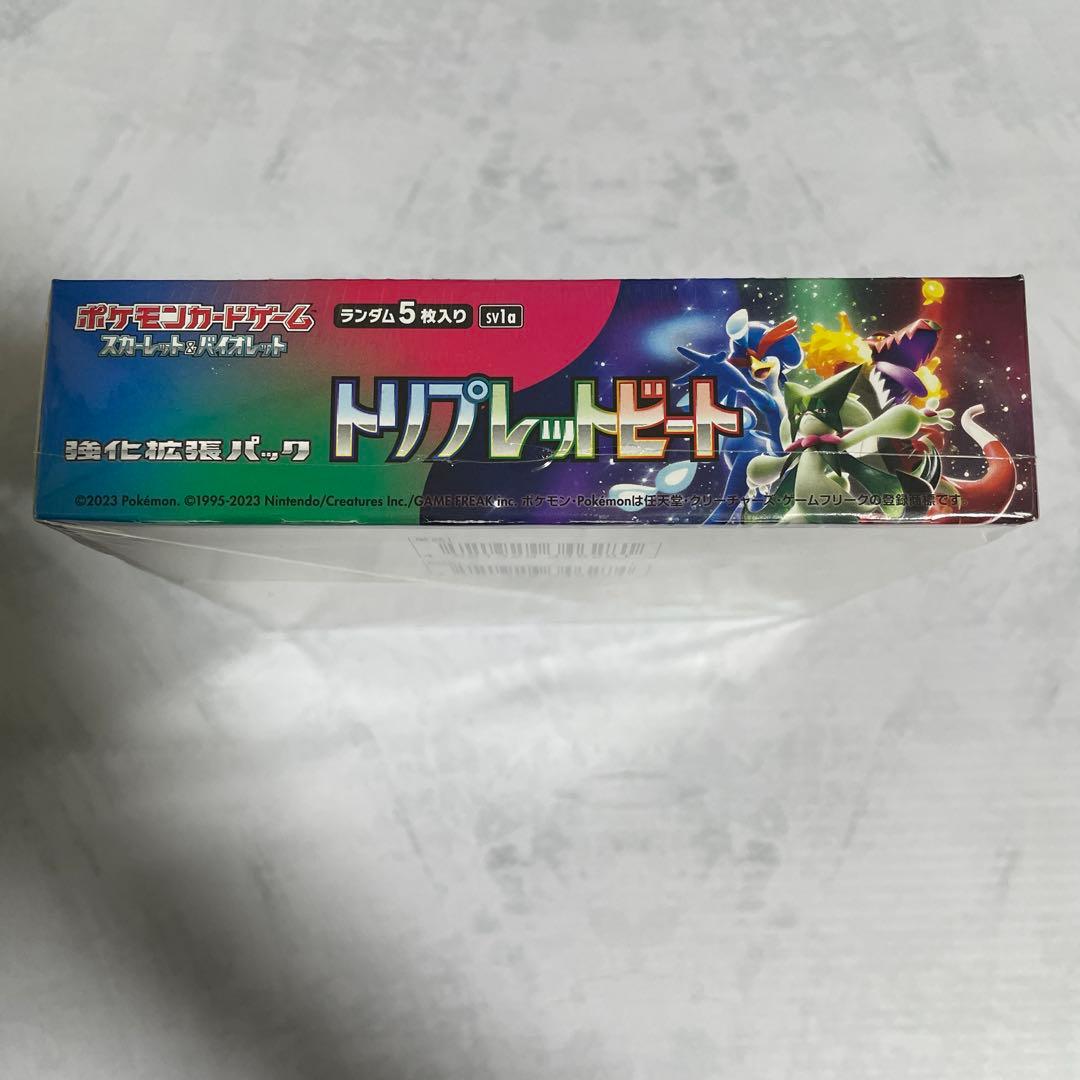 ポケモンカードゲーム
スカーレット&バイオレット
ランダム5枚入り sv1a
強化拡張パック
トリプレットビート
©2023 Pokémon. ©1995-2023 Nintendo/Creatures Inc./GAME FREAK inc. ポケモン・Pokémonは任天堂・クリーチャーズ・ゲームフリークの登録商標です。